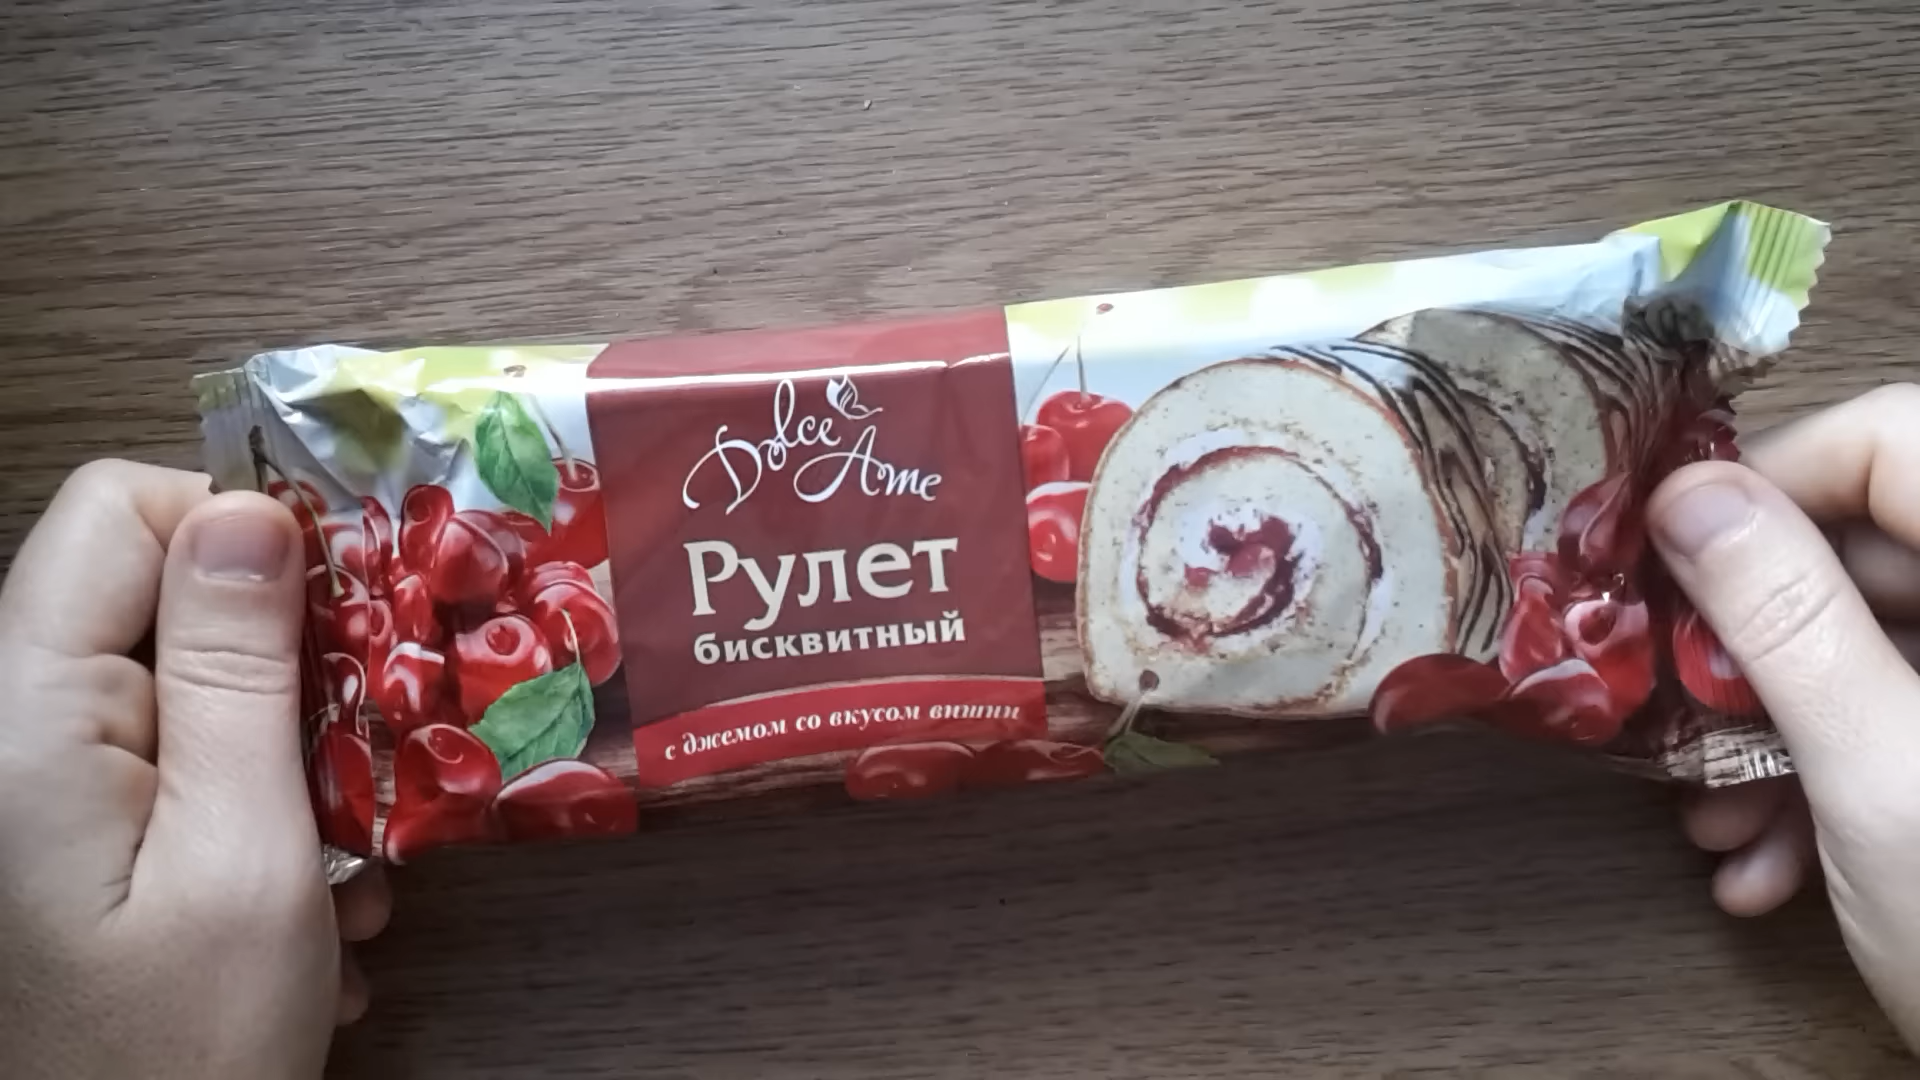 Dolce
Ame
Рулет
бисквитный
с джемом со вкусом вишни